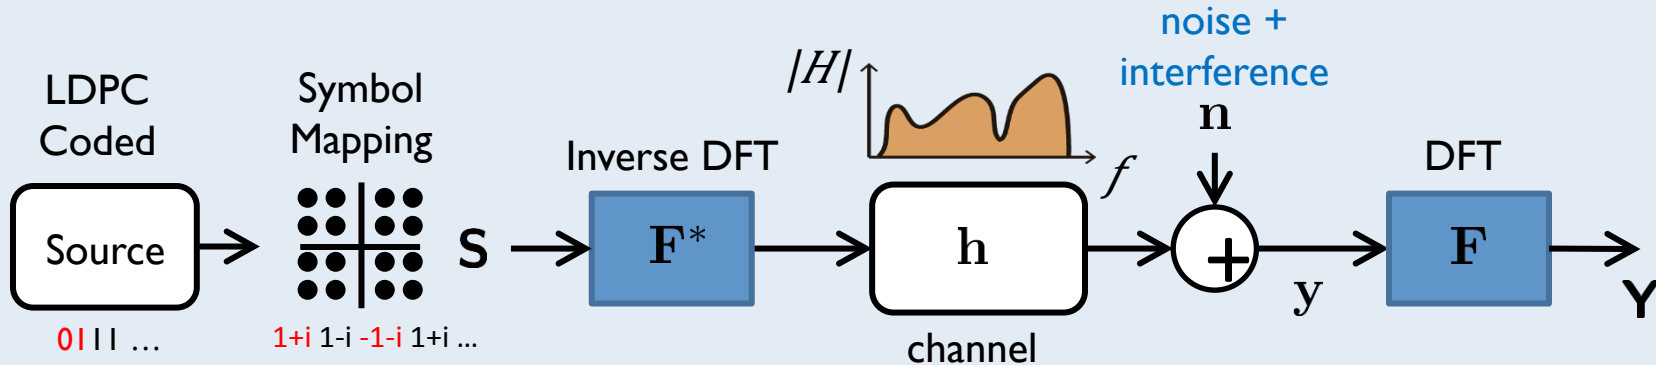 LDPC
Coded
Source
0111 ...
Symbol
Mapping
1+i 1-i -1-i 1+i ...
S
Inverse DFT
F*
|H|
f
h
channel
noise +
interference
n
+
y
DFT
F
Y